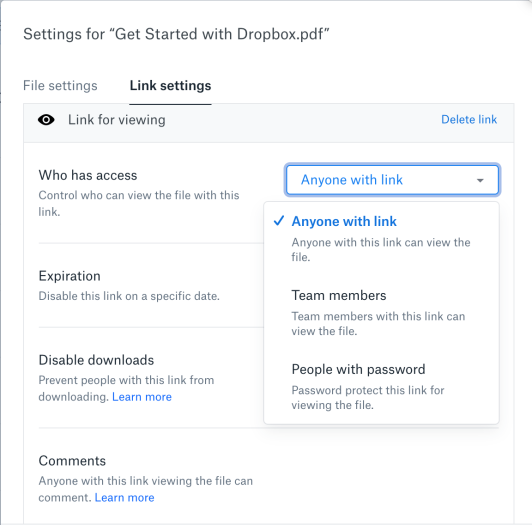 Settings for “Get Started with Dropbox.pdf”
File settings
Link settings
Link for viewing
Delete link
Who has access
Control who can view the file with this
link.
Anyone with link
Anyone with link
Anyone with this link can view the
file.
Team members
Team members with this link can
view the file.
People with password
Password protect this link for
viewing the file.
Expiration
Disable this link on a specific date.
Disable downloads
Prevent people with this link from
downloading. Learn more
Comments
Anyone with this link viewing the file can
comment. Learn more